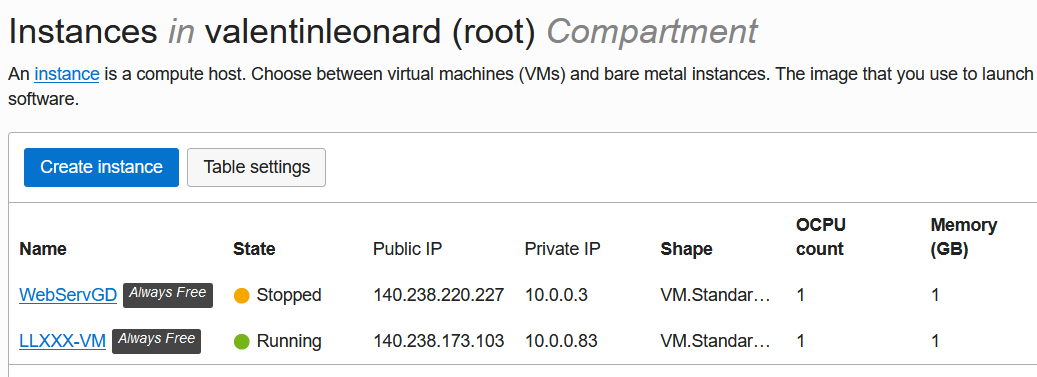 Instances in valentinleonard (root) Compartment
An instance is a compute host. Choose between virtual machines (VMs) and bare metal instances. The image that you use to launch
software.
Create instance Table settings
Name State Public IP Private IP Shape OCPU count Memory (GB)
WebServGD Always Free Stopped 140.238.220.227 10.0.0.3 VM.Standar... 1 1
LLXXX-VM Always Free Running 140.238.173.103 10.0.0.83 VM.Standar... 1 1